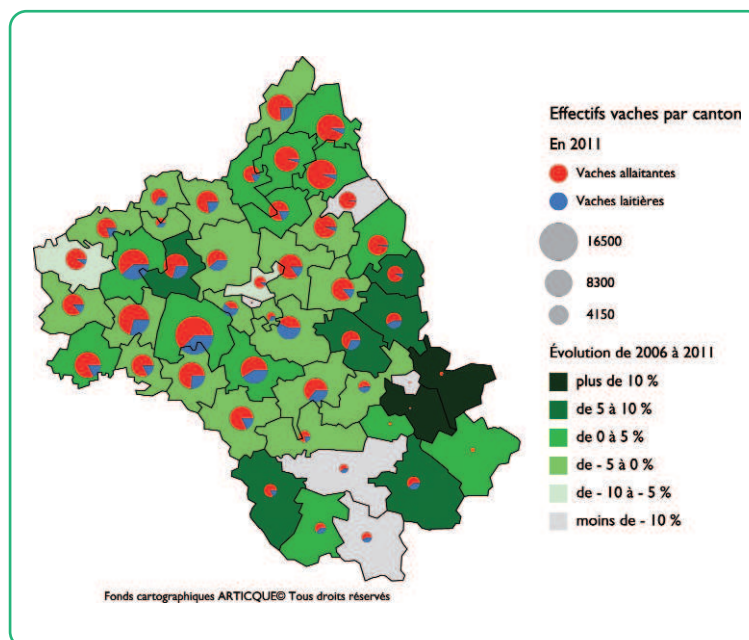 Effectifs vaches par canton
En 2011
Vaches allaitantes
Vaches laitières
16500
8300
4150
Évolution de 2006 à 2011
plus de 10 %
de 5 à 10 %
de 0 à 5 %
de - 5 à 0 %
de - 10 à - 5 %
moins de - 10 %
Fonds cartographiques ARTICQUE© Tous droits réservés